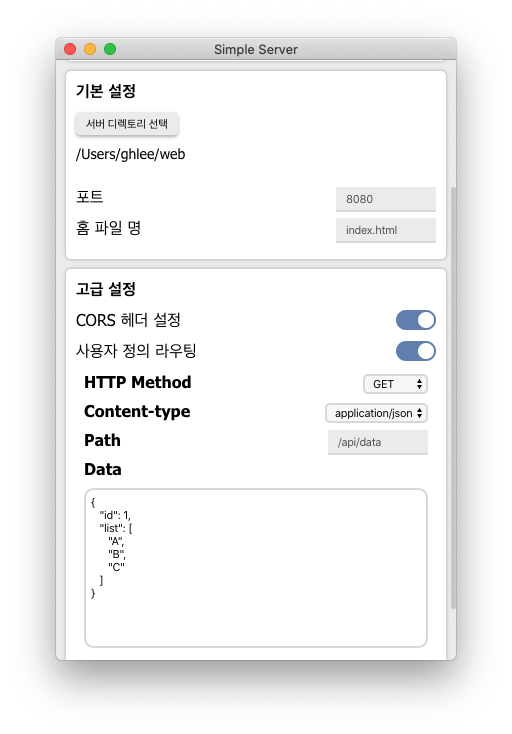 Simple Server
기본 설정
서버 디렉토리 선택
/Users/ghlee/web
포트 8080
홈 파일 명 index.html
고급 설정
CORS 헤더 설정
사용자 정의 라우팅
HTTP Method GET
Content-type application/json
Path /api/data
Data
{
"id": 1,
"list": [
"A",
"B",
"C"
]
}